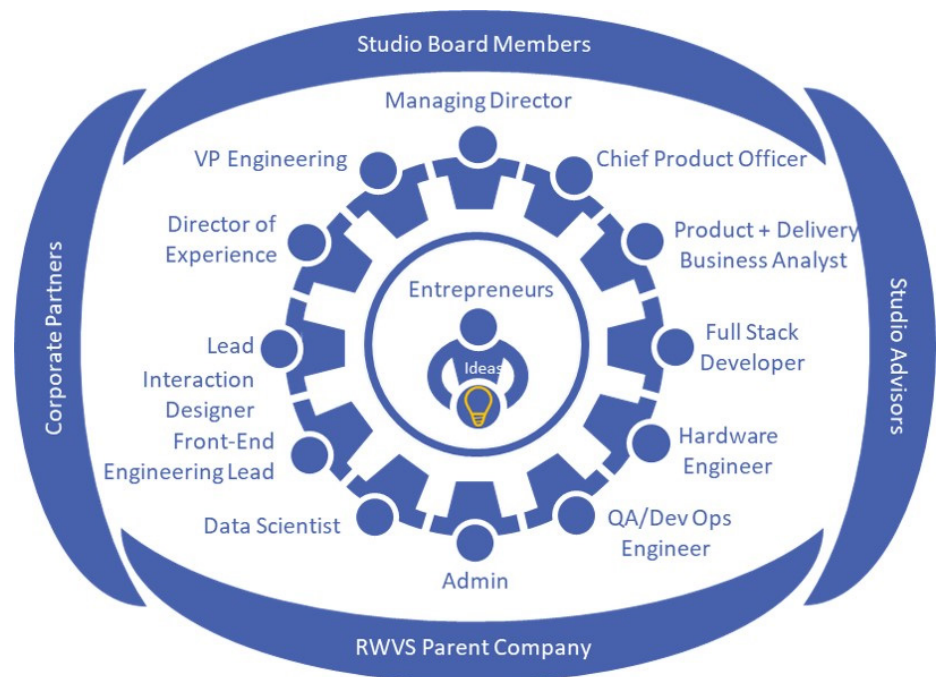 Studio Board Members
Managing Director
VP Engineering
Chief Product Officer
Director of
Experience
Product + Delivery
Business Analyst
Entrepreneurs
Ideas
Corporate Partners
Studio Advisors
Lead
Interaction
Designer
Full Stack
Developer
Front-End
Engineering Lead
Hardware
Engineer
Data Scientist
QA/Dev Ops
Engineer
Admin
RWVS Parent Company